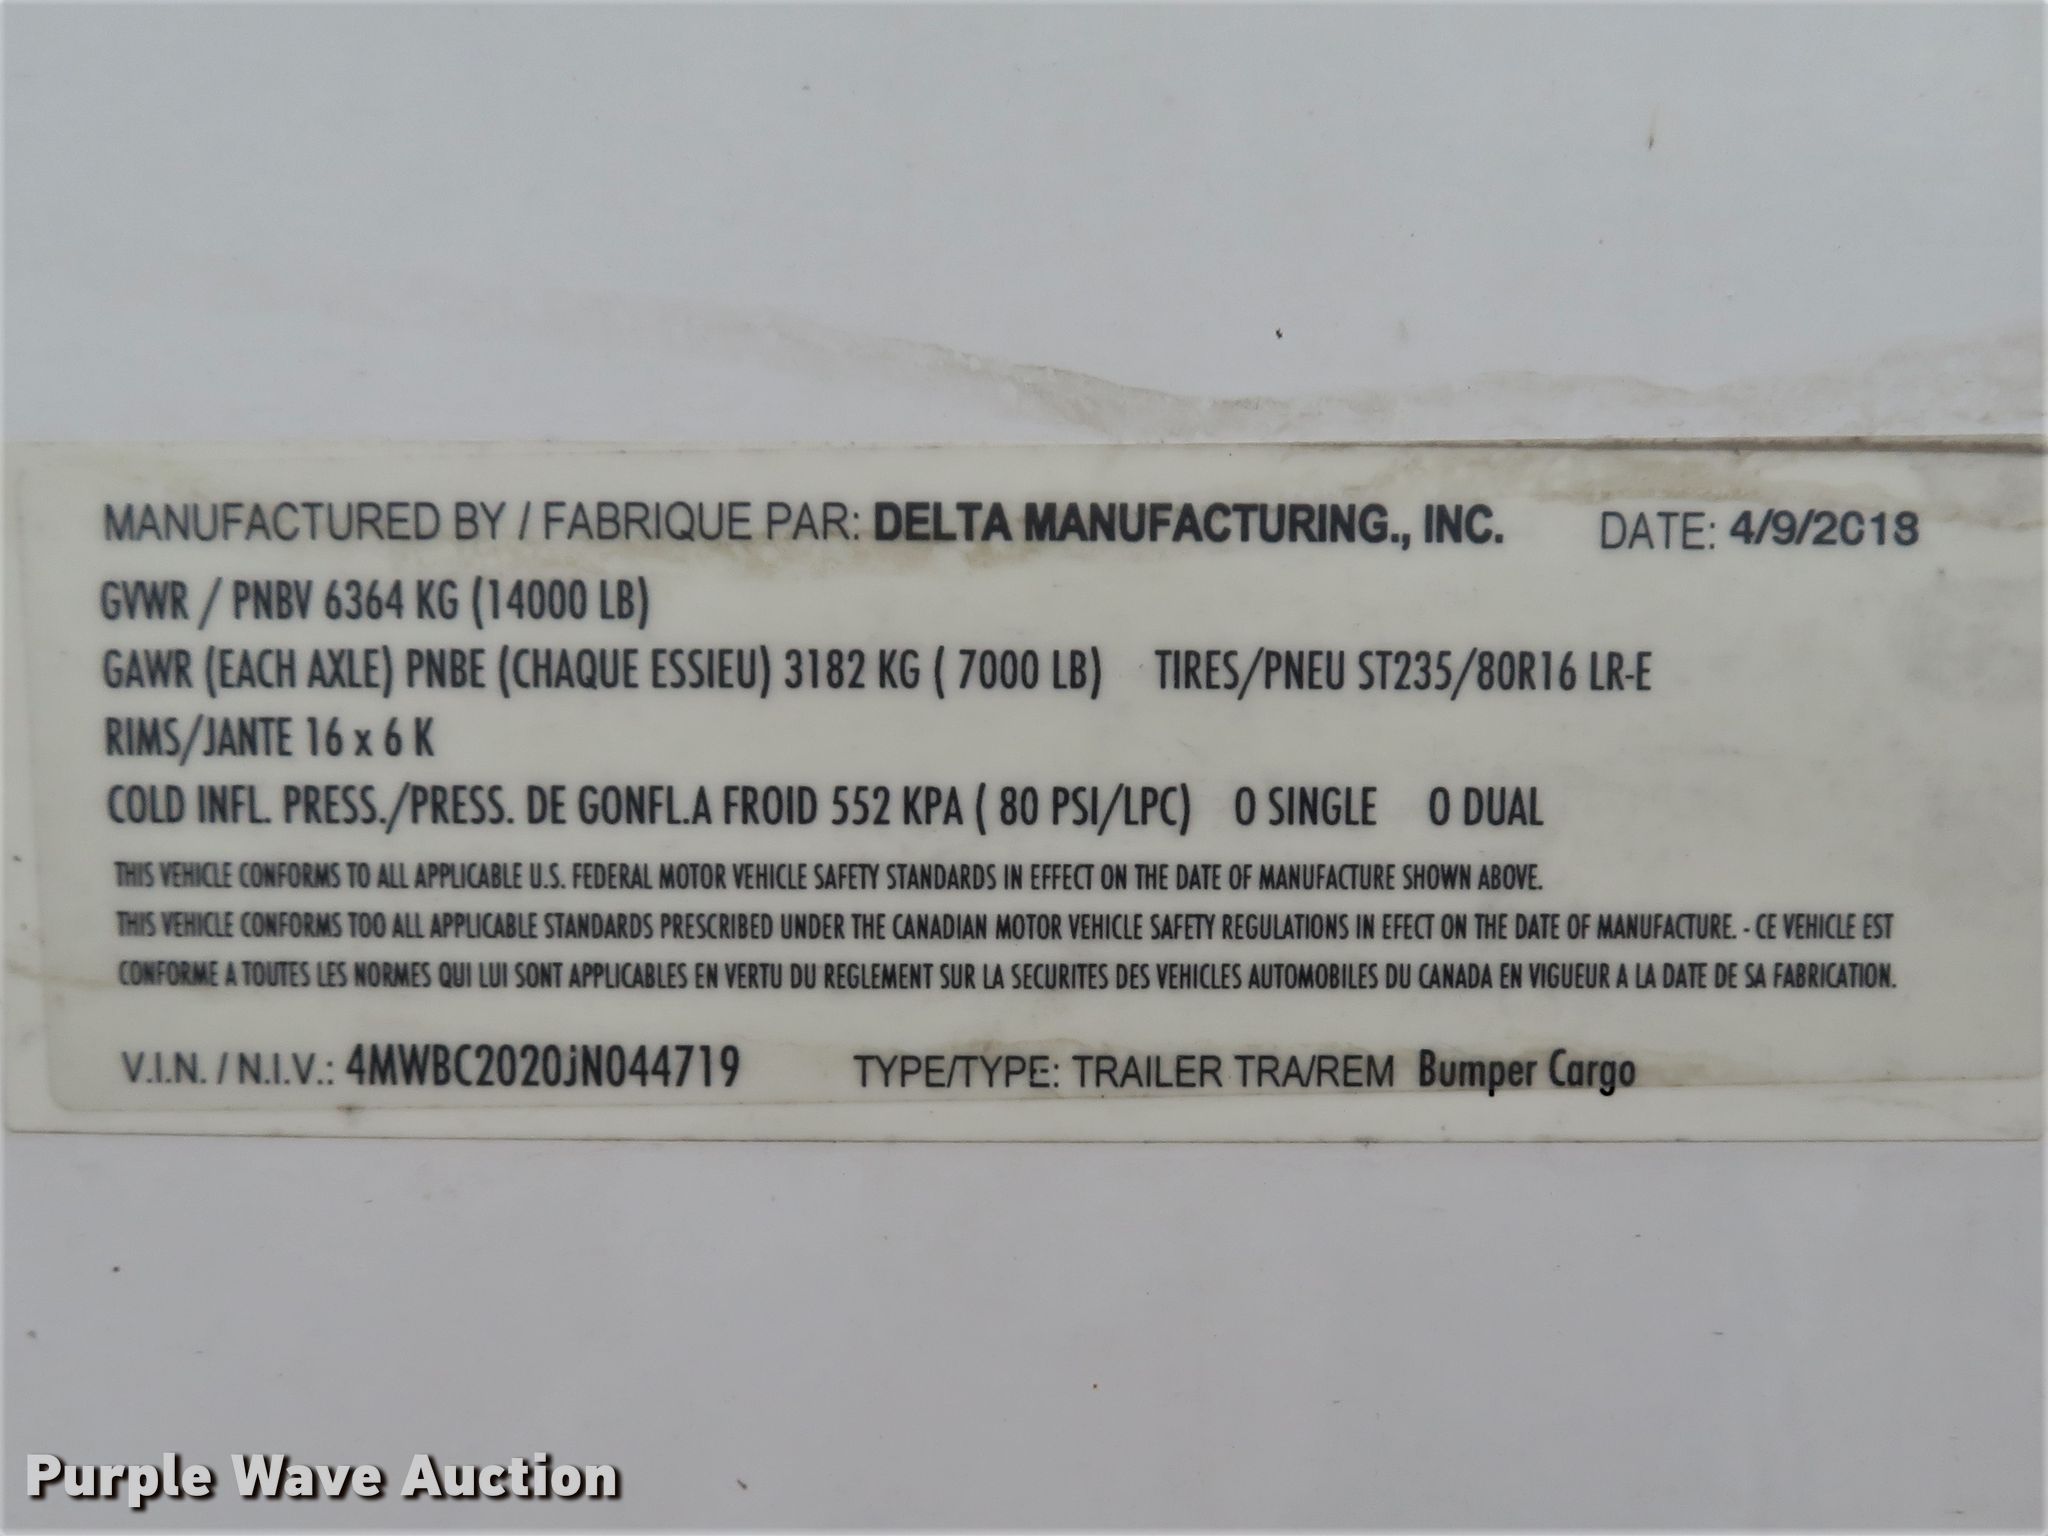 MANUFACTURED BY / FABRIQUE PAR: DELTA MANUFACTURING., INC. DATE: 4/9/2018
GVWR / PNBV 6364 KG (14000 LB)
GAWR (EACH AXLE) PNBE (CHAQUE ESSIEU) 3182 KG ( 7000 LB) TIRES/PNEU ST235/80R16 LR-E
RIMS/JANTE 16 x 6 K
COLD INFL. PRESS./PRESS. DE GONFL.A FROID 552 KPA ( 80 PSI/LPC) O SINGLE O DUAL
THIS VEHICLE CONFORMS TO ALL APPLICABLE U.S. FEDERAL MOTOR VEHICLE SAFETY STANDARDS IN EFFECT ON THE DATE OF MANUFACTURE SHOWN ABOVE.
THIS VEHICLE CONFORMS TOO ALL APPLICABLE STANDARDS PRESCRIBED UNDER THE CANADIAN MOTOR VEHICLE SAFETY REGULATIONS IN EFECT ON THE DATE OF MANUFACTURE. - CE VEHICLE EST
CONFORME A TOUTES LES NORMES QUI LUI SONT APPLICABLES EN VERTU DU REGLEMENT SUR LA SECURITES DES VEHICLES AUTOMOBILES DU CANADA EN VIGUEUR A LA DATE DE SA FABRICATION.
V.I.N. / N.I.V.: 4MWBC2020jN044719 TYPE/TYPE: TRAILER TRA/REM Bumper Cargo
Purple Wave Auction